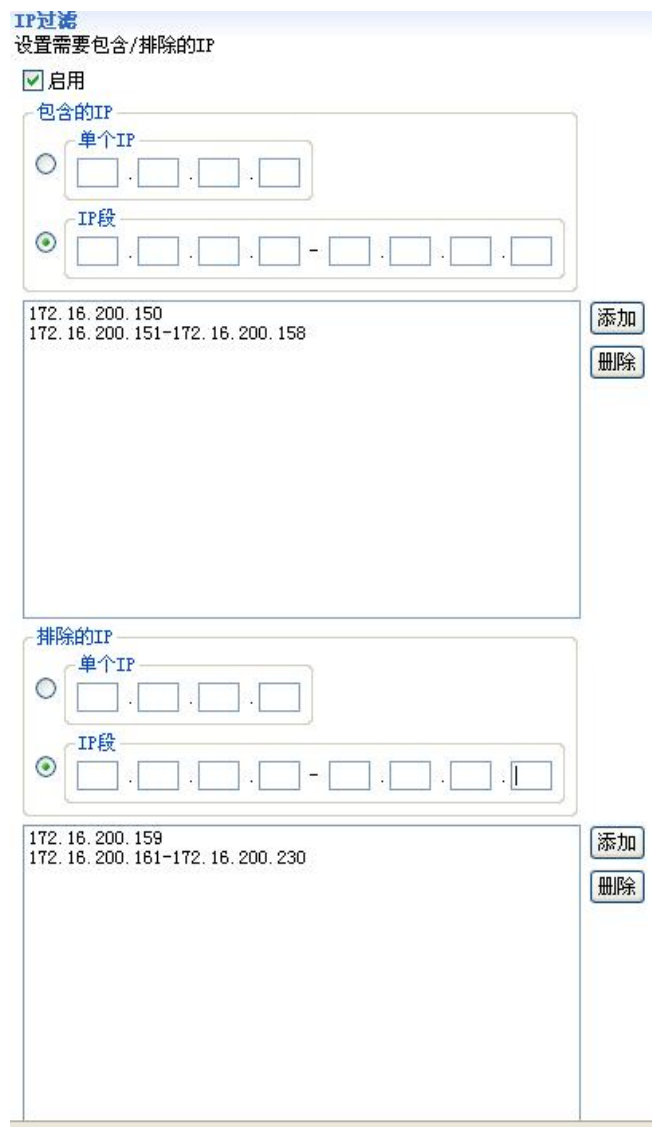 IP过滤
设置需要包含/排除的IP
启用
包含的IP
单个IP
. . .
IP段
. . . - . . .
172.16.200.150
172.16.200.151-172.16.200.158
添加
删除
排除的IP
单个IP
. . .
IP段
. . . - . . .
172.16.200.159
172.16.200.161-172.16.200.230
添加
删除